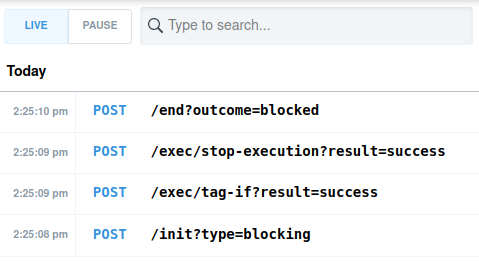 LIVE PAUSE Type to search...
Today
2:25:10 pm POST /end?outcome=blocked
2:25:09 pm POST /exec/stop-execution?result=success
2:25:09 pm POST /exec/tag-if?result=success
2:25:08 pm POST /init?type=blocking